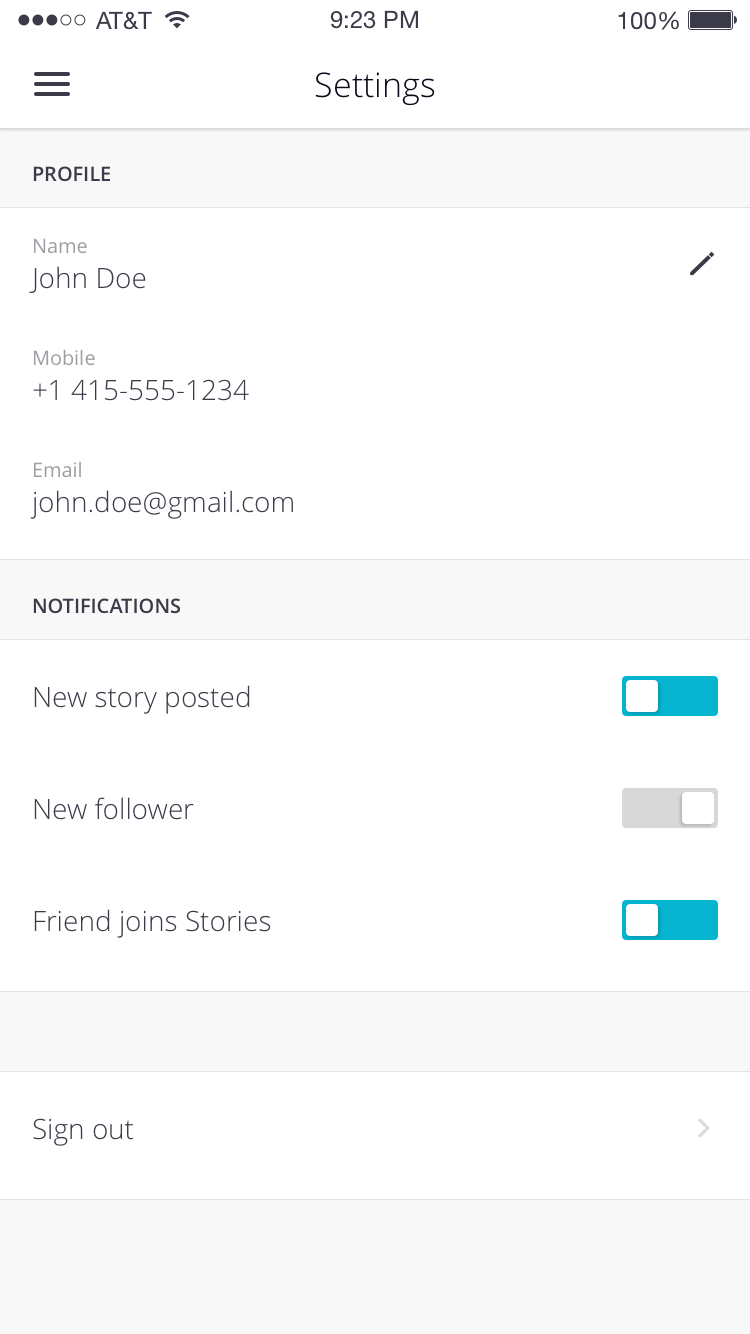 AT&T 9:23 PM 100%
Settings
PROFILE
Name
John Doe
Mobile
+1 415-555-1234
Email
john.doe@gmail.com
NOTIFICATIONS
New story posted
New follower
Friend joins Stories
Sign out